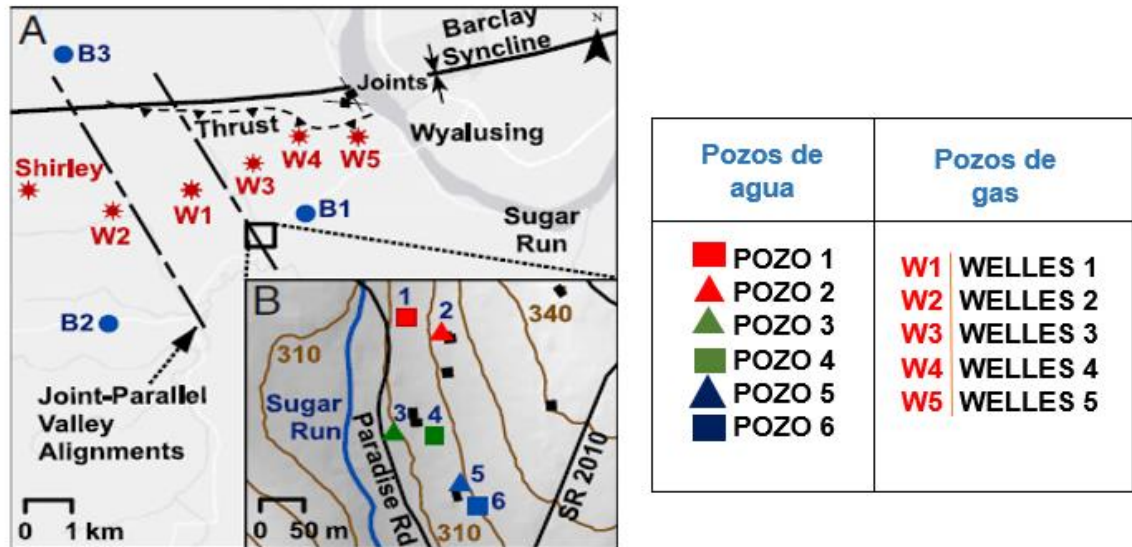 A
B3
Barclay
Syncline
N
Joints
Thrust
Wyalusing
Shirley
W4
W5
W3
W1
W2
B1
Sugar
Run
B2
Joint-Parallel
Valley
Alignments
0 1 km
B
1
2
340
310
Sugar
Run
3
4
Paradise Rd
5
6
310
SR 2010
0 50 m
Pozos de
agua
Pozos de
gas
POZO 1
POZO 2
POZO 3
POZO 4
POZO 5
POZO 6
W1 WELLES 1
W2 WELLES 2
W3 WELLES 3
W4 WELLES 4
W5 WELLES 5